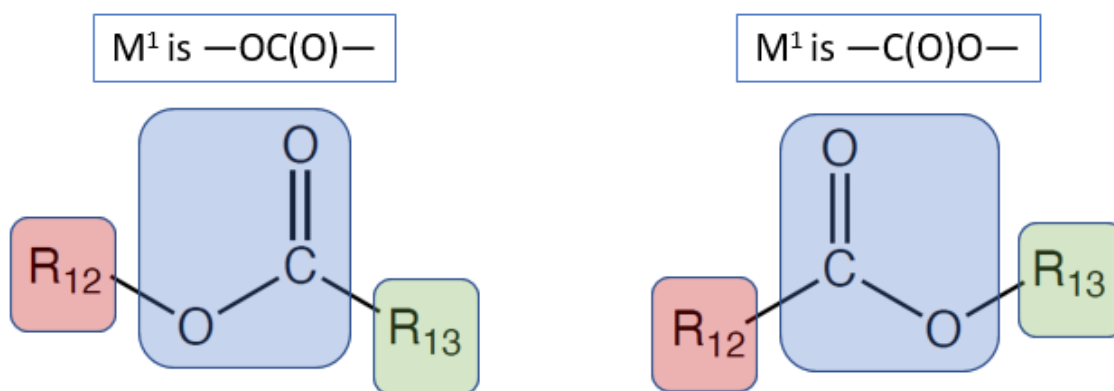 M¹ is —OC(O)—
M¹ is —C(O)O—
O
O
R₁₂
C
O
R₁₃
R₁₂
C
O
R₁₃